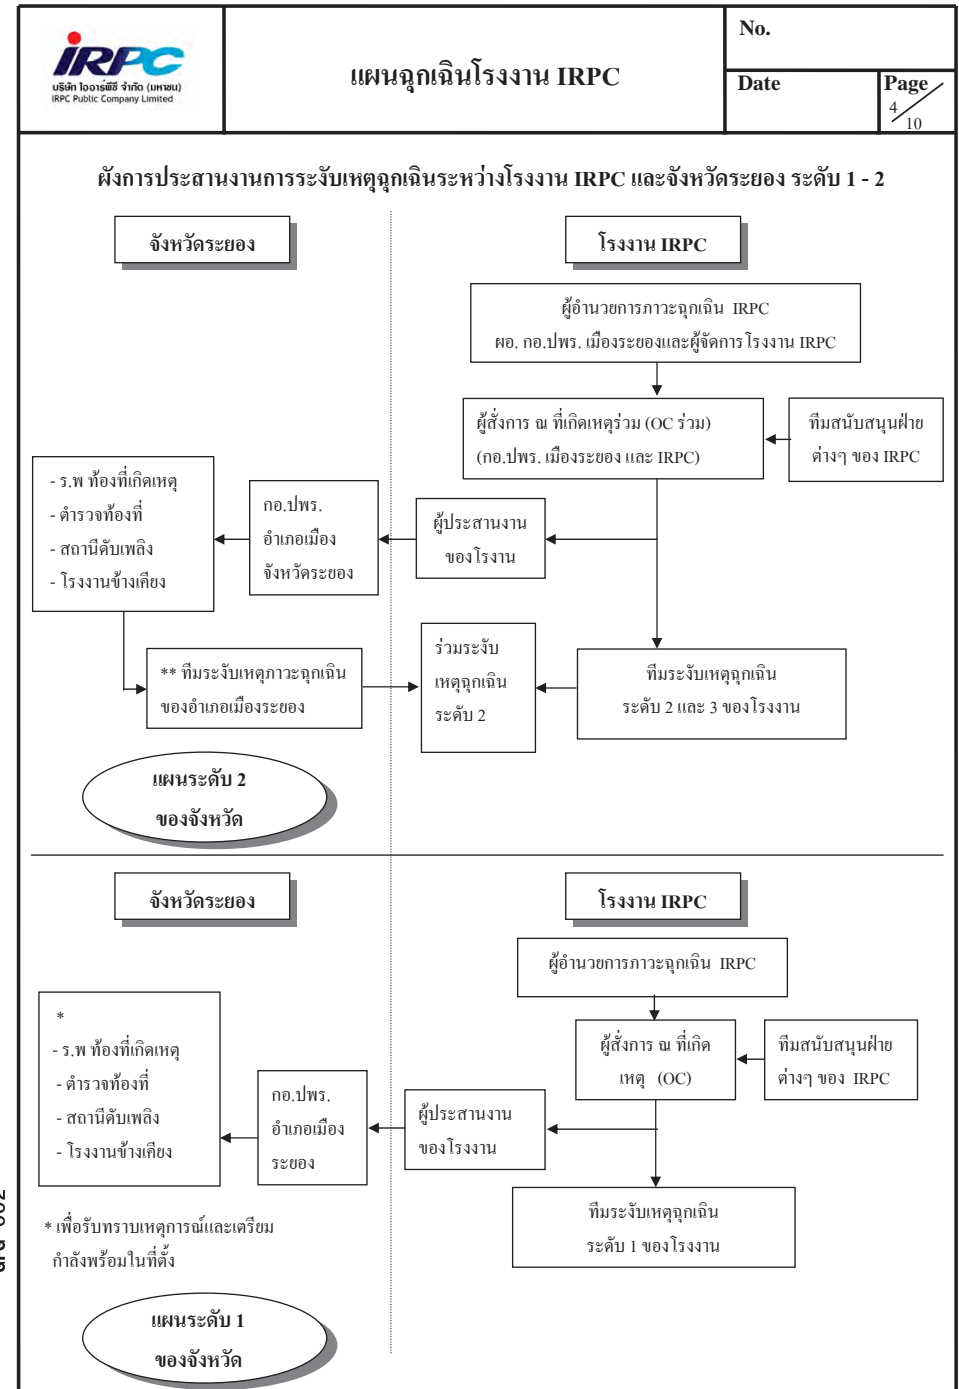 IRPC
บริษัท ไออาร์พีซี จำกัด (มหาชน)
IRPC Public Company Limited
แผนฉุกเฉินโรงงาน IRPC
No.
Date
Page
4
10
ผังการประสานงานการระงับเหตุฉุกเฉินระหว่างโรงงาน IRPC และจังหวัดระยอง ระดับ 1 - 2
จังหวัดระยอง
โรงงาน IRPC
ผู้อำนวยการภาวะฉุกเฉิน IRPC
ผอ. กอ.ปพร. เมืองระยองและผู้จัดการโรงงาน IRPC
ผู้สั่งการ ณ ที่เกิดเหตุร่วม (OC ร่วม)
(กอ.ปพร. เมืองระยอง และ IRPC)
ทีมสนับสนุนฝ่าย
ต่างๆ ของ IRPC
- ร.พ ท้องที่เกิดเหตุ
- ตำรวจท้องที่
- สถานีดับเพลิง
- โรงงานข้างเคียง
กอ.ปพร.
อำเภอเมือง
จังหวัดระยอง
ผู้ประสานงาน
ของโรงาน
** ทีมระงับเหตุภาวะฉุกเฉิน
ของอำเภอเมืองระยอง
ร่วมระงับ
เหตุฉุกเฉิน
ระดับ 2
ทีมระงับเหตุฉุกเฉิน
ระดับ 2 และ 3 ของโรงงาน
แผนระดับ 2
ของจังหวัด
จังหวัดระยอง
โรงงาน IRPC
ผู้อำนวยการภาวะฉุกเฉิน IRPC
ผู้สั่งการ ณ ที่เกิด
เหตุ (OC)
ทีมสนับสนุนฝ่าย
ต่างๆ ของ IRPC
*
- ร.พ ท้องที่เกิดเหตุ
- ตำรวจท้องที่
- สถานีดับเพลิง
- โรงงานข้างเคียง
กอ.ปพร.
อำเภอเมือง
ระยอง
ผู้ประสานงาน
ของโรงงาน
ทีมระงับเหตุฉุกเฉิน
ระดับ 1 ของโรงงาน
* เพื่อรับทราบเหตุการณ์และเตรียม
กำลังพร้อมในที่ตั้ง
แผนระดับ 1
ของจังหวัด